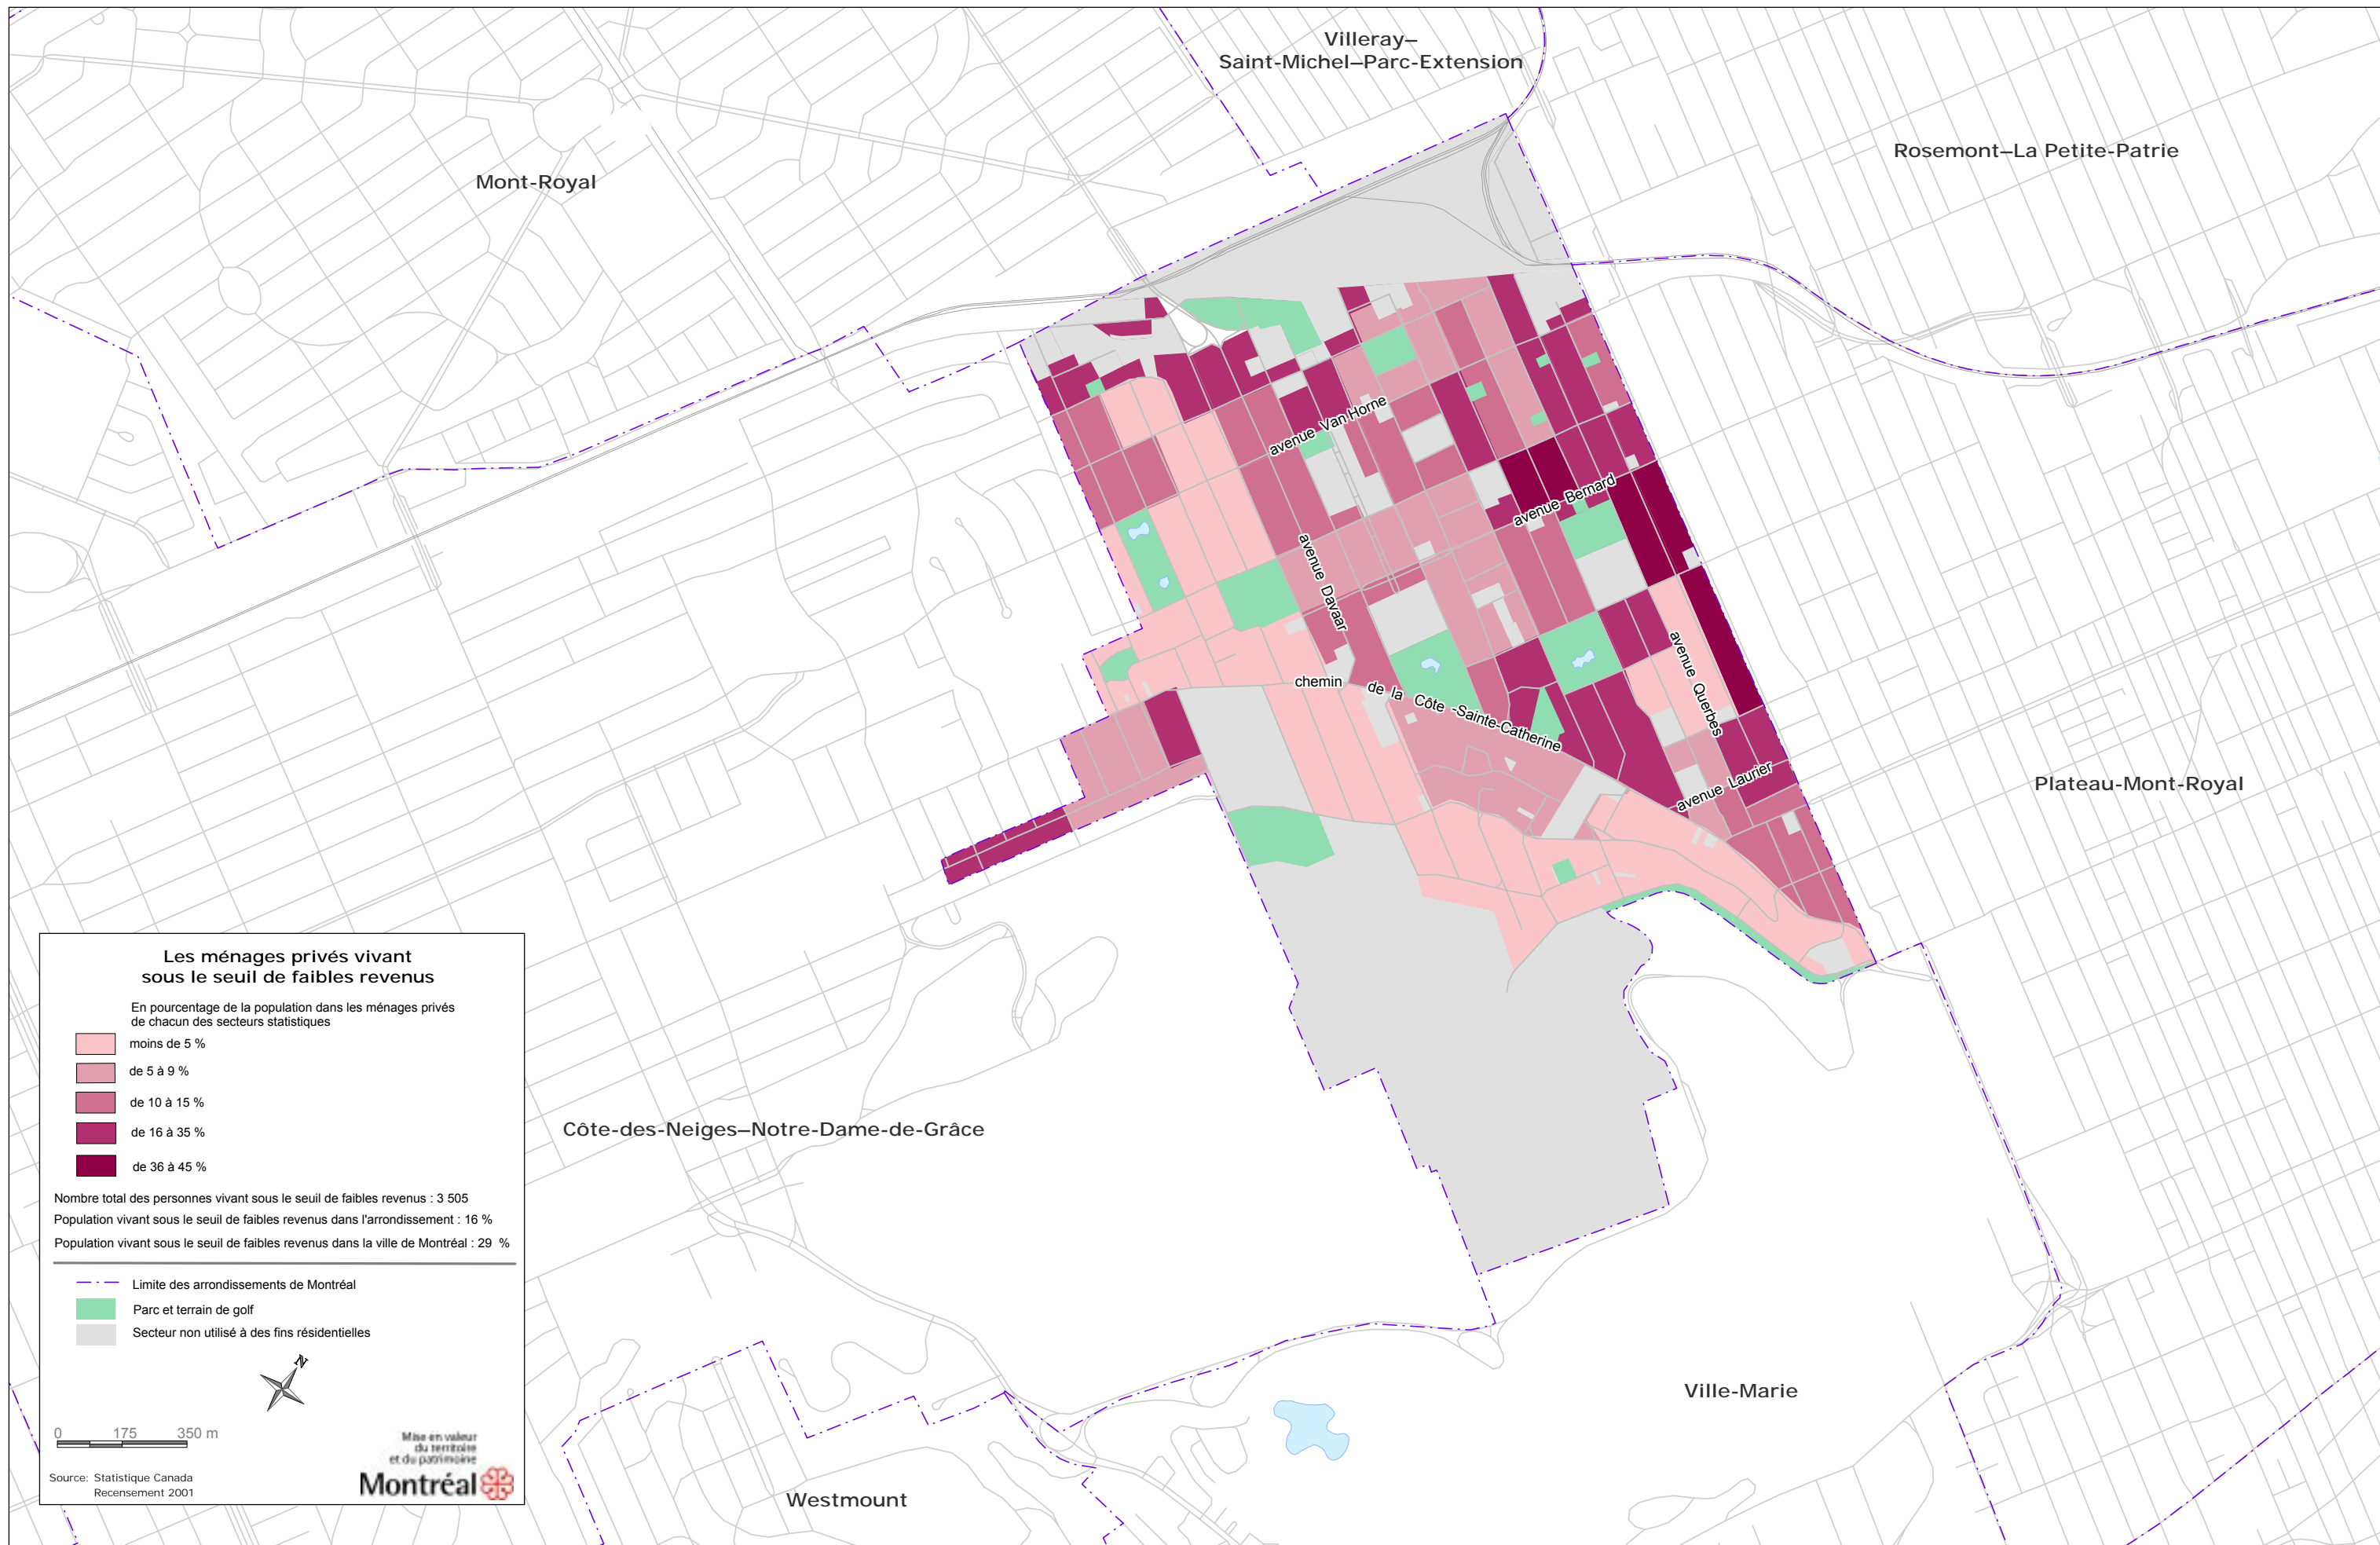 Villeray–
Saint-Michel–Parc-Extension
Rosemont–La Petite-Patrie
Mont-Royal
avenue Van Horne
avenue Bernard
avenue Davaar
avenue Querbes
chemin de la Côte -Sainte-Catherine
avenue Laurier
Plateau-Mont-Royal
Côte-des-Neiges–Notre-Dame-de-Grâce
Ville-Marie
Westmount
Les ménages privés vivant
sous le seuil de faibles revenus
En pourcentage de la population dans les ménages privés
de chacun des secteurs statistiques
moins de 5 %
de 5 à 9 %
de 10 à 15 %
de 16 à 35 %
de 36 à 45 %
Nombre total des personnes vivant sous le seuil de faibles revenus : 3 505
Population vivant sous le seuil de faibles revenus dans l'arrondissement : 16 %
Population vivant sous le seuil de faibles revenus dans la ville de Montréal : 29 %
Limite des arrondissements de Montréal
Parc et terrain de golf
Secteur non utilisé à des fins résidentielles
N
0 175 350 m
Mise en valeur
du territoire
et du patrimoine
Montréal
Source: Statistique Canada
Recensement 2001